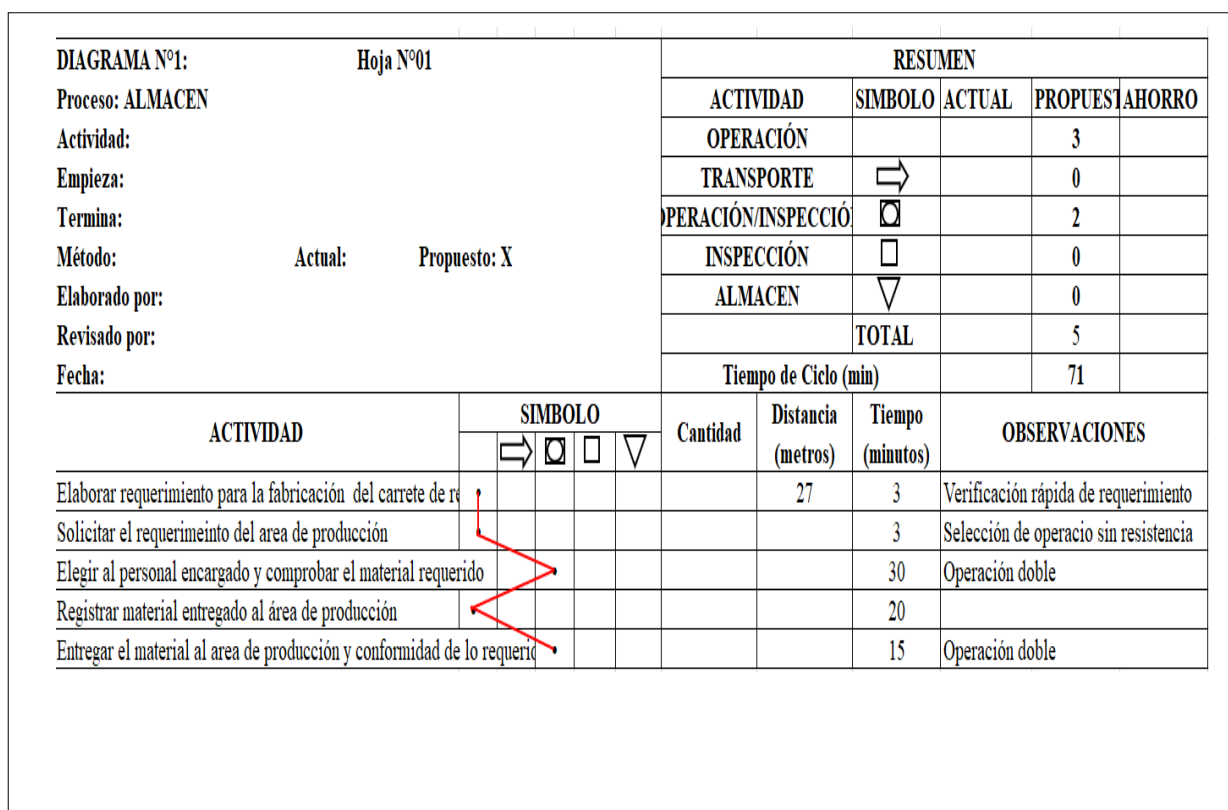 DIAGRAMA N°1: Hoja N°01
RESUMEN
Proceso: ALMACEN
ACTIVIDAD SIMBOLO ACTUAL PROPUEST AHORRO
Actividad:
OPERACIÓN 3
Empieza:
TRANSPORTE 0
Termina:
OPERACIÓN/INSPECCIÓ 2
Método: Actual: Propuesto: X
INSPECCIÓN 0
Elaborado por:
ALMACEN 0
Revisado por:
TOTAL 5
Fecha:
Tiempo de Ciclo (min) 71
ACTIVIDAD SIMBOLO Cantidad Distancia (metros) Tiempo (minutos) OBSERVACIONES
Elaborar requerimiento para la fabricación del carrete de re 27 3 Verificación rápida de requerimiento
Solicitar el requerimeinto del area de producción 3 Selección de operacio sin resistencia
Elegir al personal encargado y comprobar el material requerido 30 Operación doble
Registrar material entregado al área de producción 20
Entregar el material al area de producción y conformidad de lo requerid 15 Operación doble